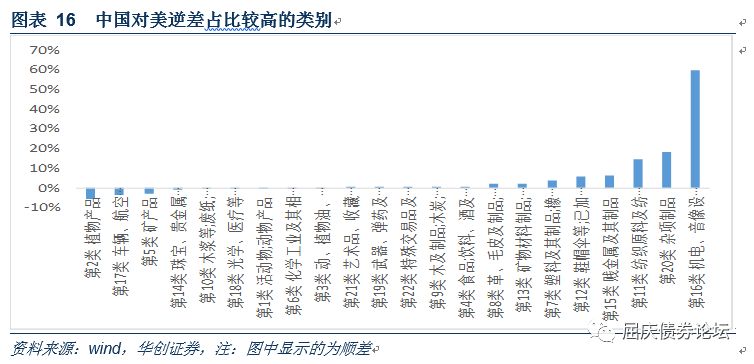 图表 16 中国对美逆差占比较高的类别
70%
60%
50%
40%
30%
20%
10%
0%
-10%
第2类 植物产品
第17类 车辆、航空
第5类 矿产品
第14类 珠宝、贵金属
第10类 木浆等;废纸;
第18类 光学、医疗等
第1类 活动物;动物产品
第6类 化学工业及其相…
第3类 动、植物油、…
第21类 艺术品、收藏
第19类 武器、弹药及
第22类 特殊交易品及
第9类 木及制品;木炭;
第4类 食品;饮料、酒及…
第8类 革、毛皮及制品;
第13类 矿物材料制品;
第7类 塑料及其制品;橡
第12类 鞋帽伞等;已加
第15类 贱金属及其制品
第11类 纺织原料及纺…
第20类 杂项制品
第16类 机电、音像设
屈庆债券论坛
资料来源：wind，华创证券，注：图中显示的为顺差